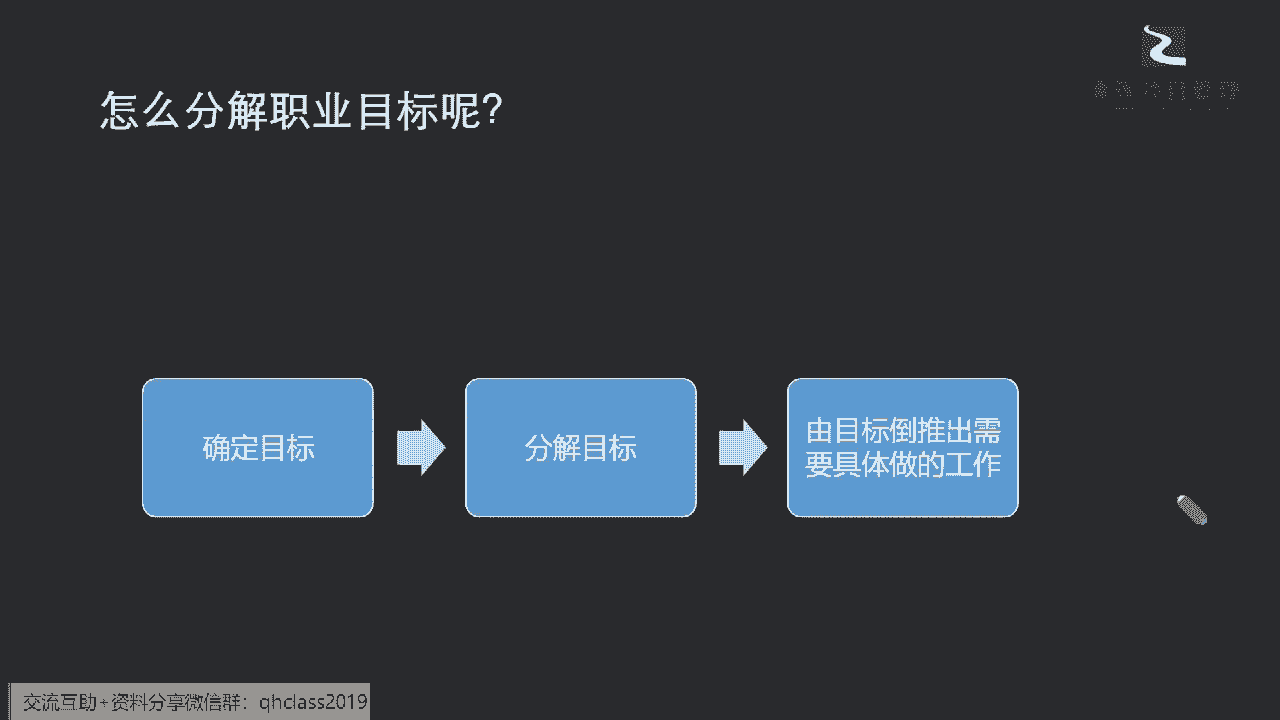 怎么分解职业目标呢?
确定目标
分解目标
由目标倒推出需
要具体做的工作
交流互助+资料分享微信群：qhclass2019